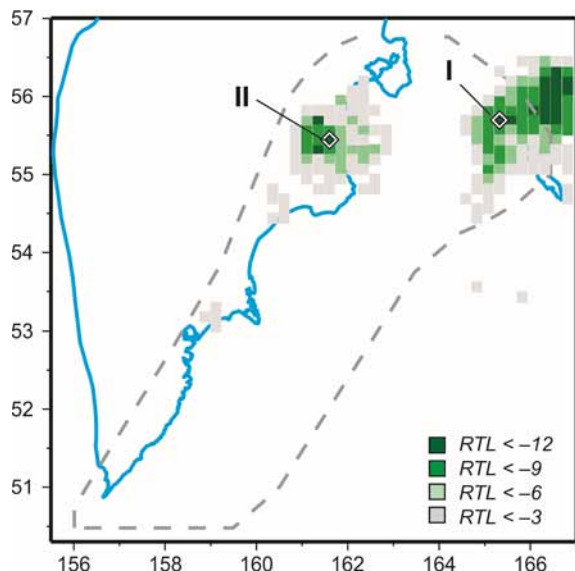 57
56
55
54
53
52
51
156
158
160
162
164
166
I
II
RTL < –12
RTL < –9
RTL < –6
RTL < –3